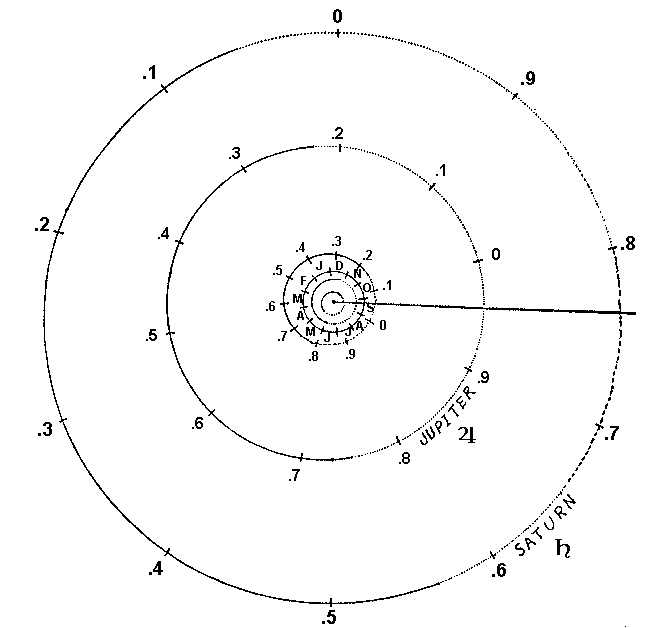 0
.1
.9
.2
.3
.1
.2
.4
0
.8
.3
.4
.2
J
D
.5
N
F
.1
O
.6
M
S
A
0
.5
.7
M
J
J
A
.8
.9
.9
.3
.6
JUPITER ♃
.7
.8
.7
SATURN ♄
.4
.6
.5